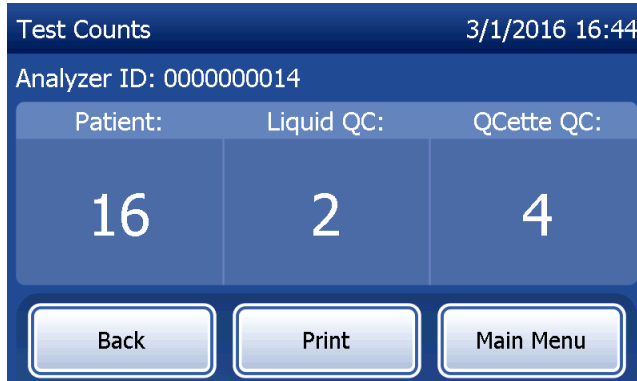 Test Counts 3/1/2016 16:44
Analyzer ID: 0000000014
Patient: Liquid QC: QCette QC:
16 2 4
Back Print Main Menu